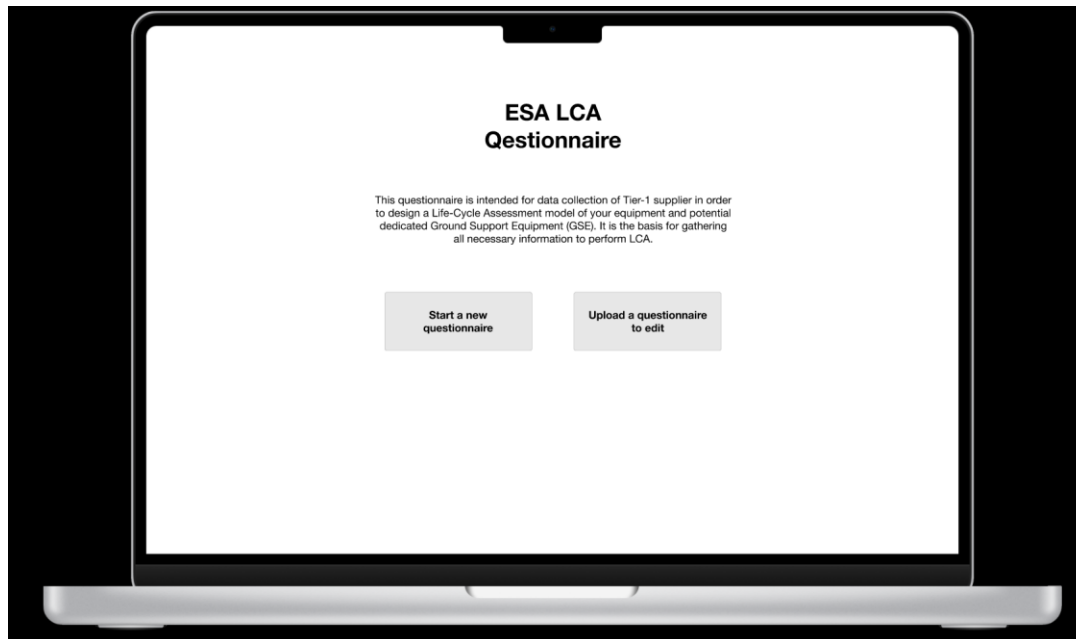 ESA LCA
Qestionnaire
This questionnaire is intended for data collection of Tier-1 supplier in order
to design a Life-Cycle Assessment model of your equipment and potential
dedicated Ground Support Equipment (GSE). It is the basis for gathering
all necessary information to perform LCA.
Start a new
questionnaire
Upload a questionnaire
to edit